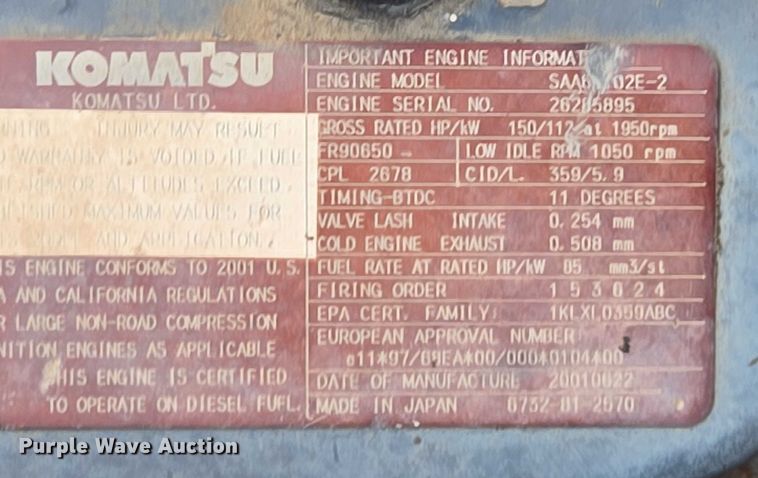 KOMATSU
KOMATSU LTD.
INJURY MAY RESULT
WARRANTY IS VOIDED IF FUEL
RPM OR ALTITUDES EXCEED
MAXIMUM VALUES FOR
AND APPLICATION.
ENGINE CONFORMS TO 2001 U.S.
AND CALIFORNIA REGULATIONS
LARGE NON-ROAD COMPRESSION
ENGINES AS APPLICABLE
THIS ENGINE IS CERTIFIED
TO OPERATE ON DIESEL FUEL.
IMPORTANT ENGINE
ENGINE MODEL
ENGINE SERIAL NO. 26285895
GROSS RATED HP/kW 150/112 at 1950rpm
FR90650 LOW IDLE RPM 1050 rpm
CPL 2678 CID/L. 359/5.9
TIMING-BTDC 11 DEGREES
VALVE LASH INTAKE 0.254 mm
COLD ENGINE EXHAUST 0.508 mm
FUEL RATE AT RATED HP/kW 85 mm3/st
FIRING ORDER 1 5 3 6 2 4
EPA CERT. FAMILY: 1KLXL0359ABC
EUROPEAN APPROVAL NUMBER
DATE OF MANUFACTURE 20010622
MADE IN JAPAN 6732-81-2570
Purple Wave Auction